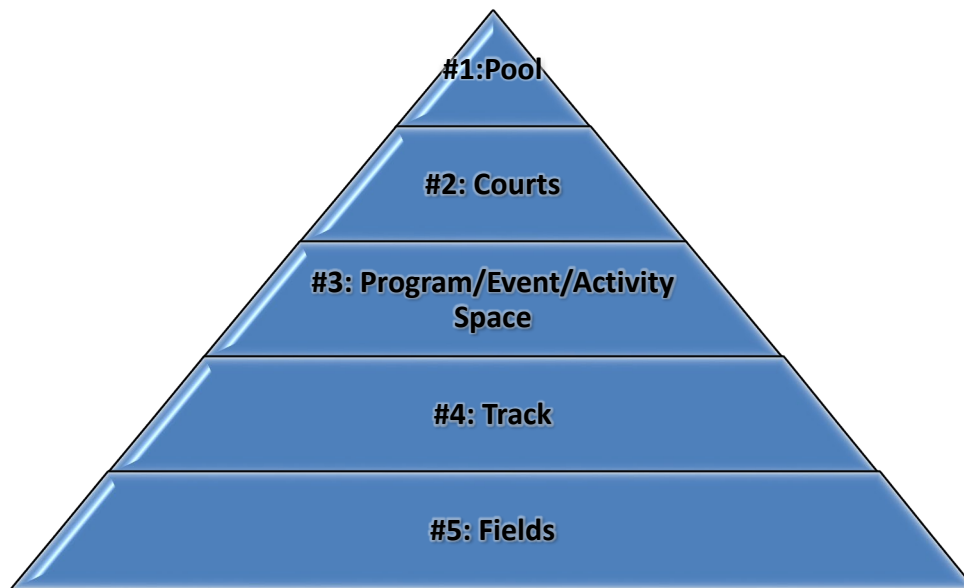 #1:Pool
#2: Courts
#3: Program/Event/Activity
Space
#4: Track
#5: Fields